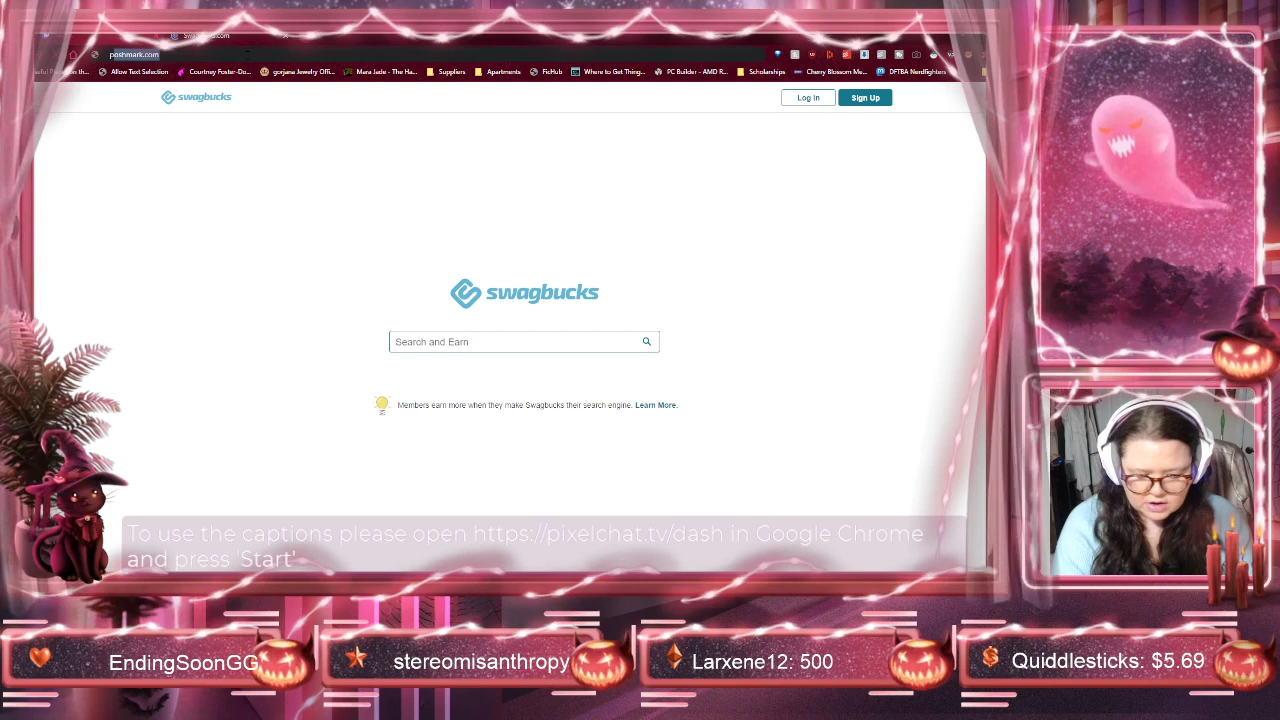 poshmark.com
Allow Text Selection
Courtney Foster-Do...
gorjana Jewelry Offi...
Mara Jade - The Ha...
Suppliers
Apartments
FicHub
Where to Get Thing...
PC Builder - AMD R...
Scholarships
Cherry Blossom Me...
DFTBA Nerdfighters
swagbucks
Log In
Sign Up
swagbucks
Search and Earn
Members earn more when they make Swagbucks their search engine. Learn More.
To use the captions please open https://pixelchat.tv/dash in Google Chrome
and press 'Start'
EndingSoonGG
stereomisanthropy
Larxene12: 500
Quiddlesticks: $5.69